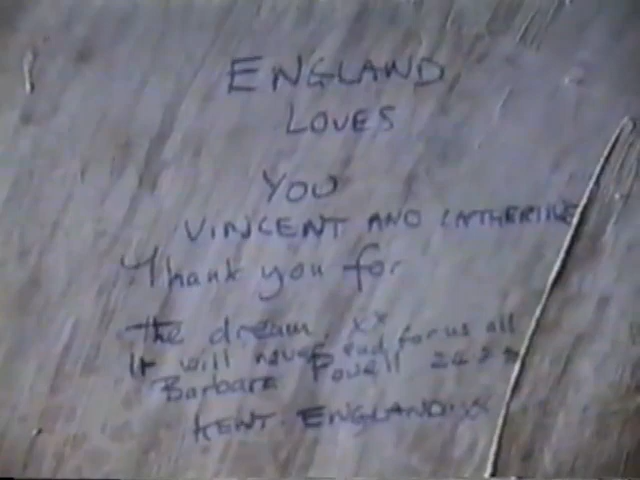 ENGLAND
LOVES
YOU
VINCENT AND CATHERINE
Thank you for
The dream. xx
It will never end for us all
Barbara Powell
KENT. ENGLAND. x